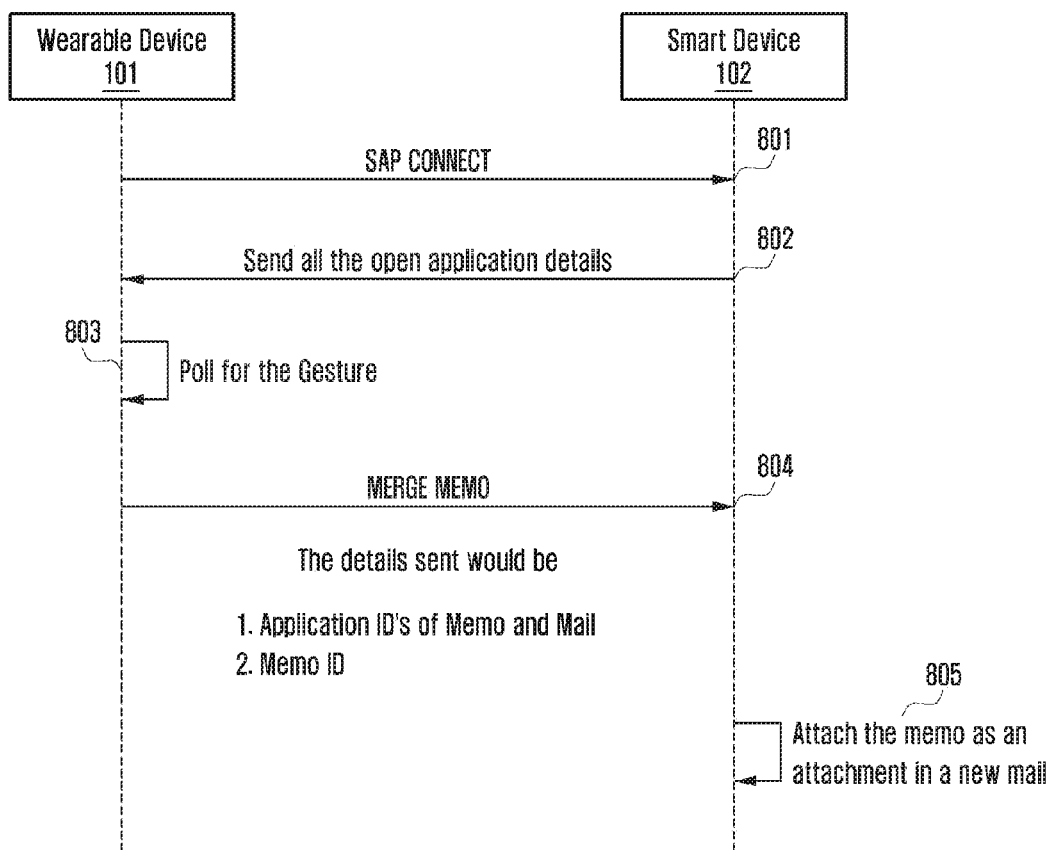 Wearable Device
101
Smart Device
102
801
SAP CONNECT
802
Send all the open application details
803
Poll for the Gesture
804
MERGE MEMO
The details sent would be
1. Application ID's of Memo and Mail
2. Memo ID
805
Attach the memo as an
attachment in a new mail